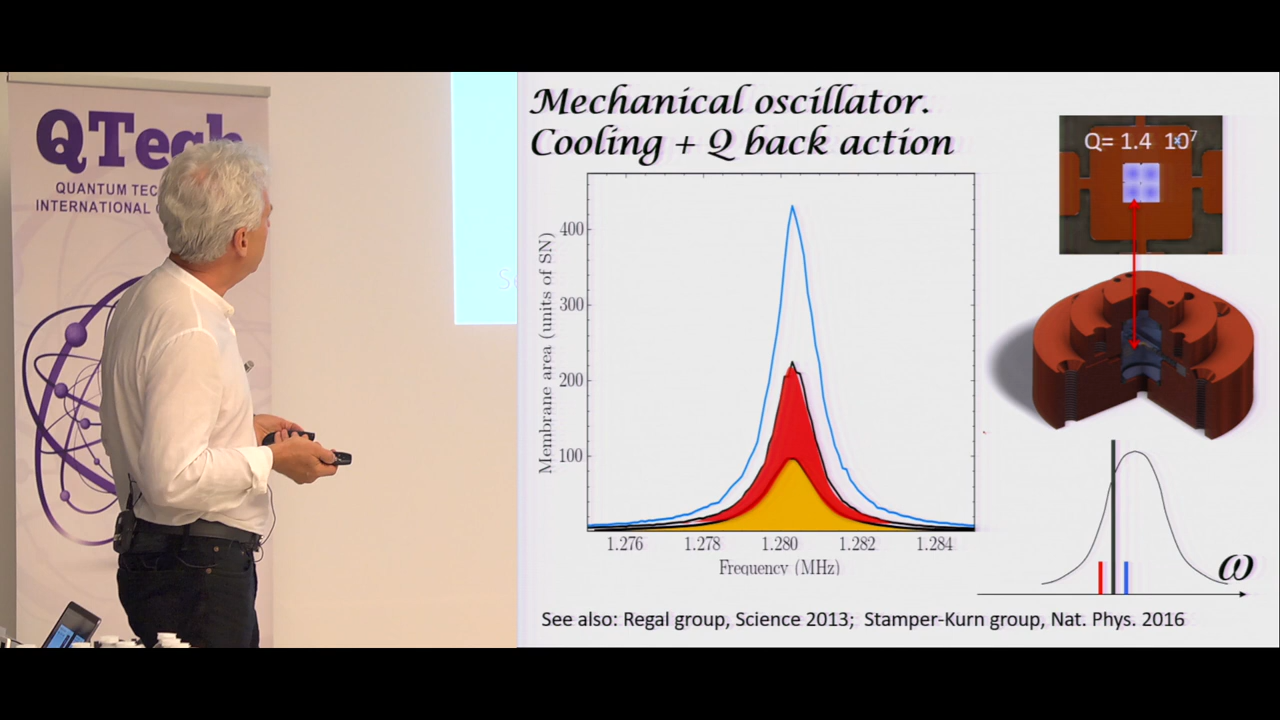 QTech
QUANTUM TEC
INTERNATIONAL
Mechanical oscillator.
Cooling + Q back action
Q= 1.4 10⁷
Membrane area (units of SN)
400
300
200
100
1.276
1.278
1.280
1.282
1.284
Frequency (MHz)
ω
See also: Regal group, Science 2013; Stamper-Kurn group, Nat. Phys. 2016